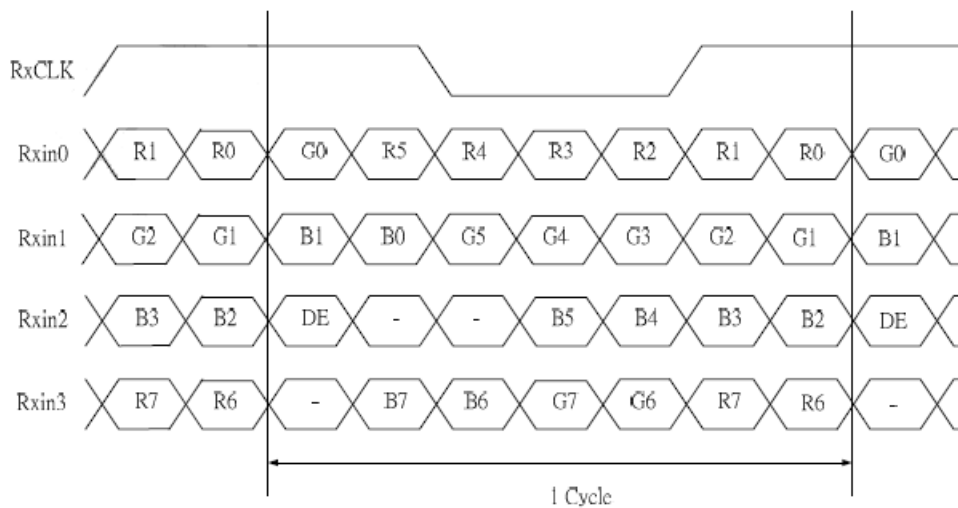 RxCLK
Rxin0 R1 R0 G0 R5 R4 R3 R2 R1 R0 G0
Rxin1 G2 G1 B1 B0 G5 G4 G3 G2 G1 B1
Rxin2 B3 B2 DE - - B5 B4 B3 B2 DE
Rxin3 R7 R6 - B7 B6 G7 G6 R7 R6 -
1 Cycle